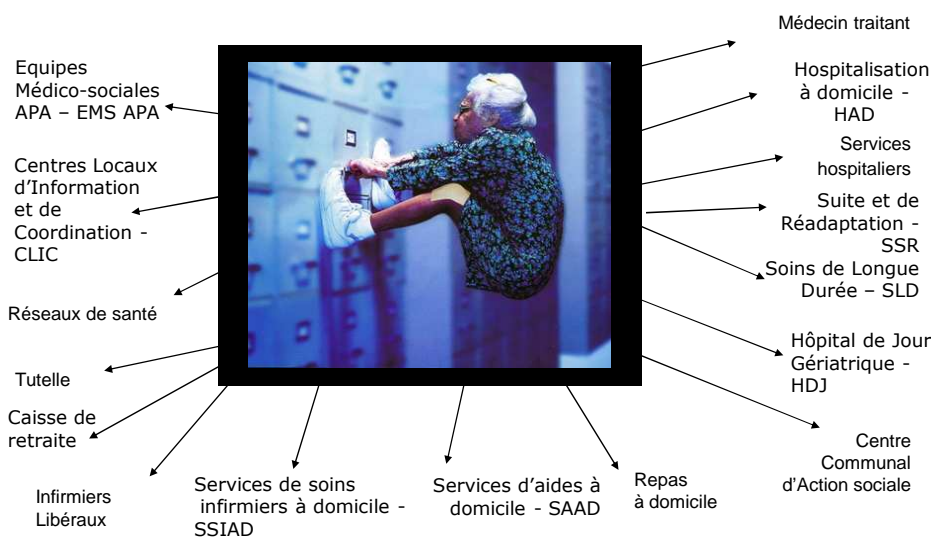 Médecin traitant
Equipes
Médico-sociales
APA – EMS APA
Hospitalisation
à domicile -
HAD
Centres Locaux
d'Information
et de
Coordination -
CLIC
Services
hospitaliers
Suite et de
Réadaptation -
SSR
Soins de Longue
Durée – SLD
Réseaux de santé
Hôpital de Jour
Gériatrique -
HDJ
Tutelle
Caisse de
retraite
Centre
Communal
d'Action sociale
Infirmiers
Libéraux
Services de soins
infirmiers à domicile -
SSIAD
Services d'aides à
domicile - SAAD
Repas
à domicile